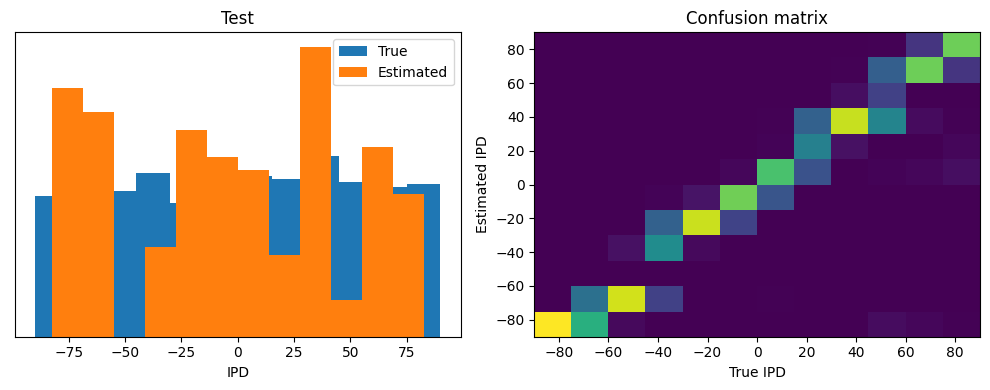 Test
True
Estimated
−75 −50 −25 0 25 50 75
IPD
Confusion matrix
80
60
40
20
0
−20
−40
−60
−80
Estimated IPD
−80 −60 −40 −20 0 20 40 60 80
True IPD